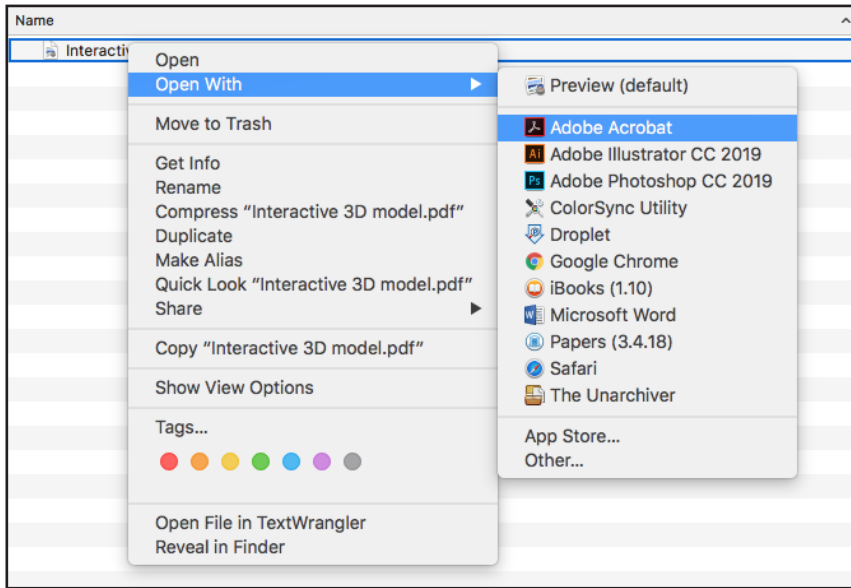 Name
Interactiv
Open
Open With
Move to Trash
Get Info
Rename
Compress “Interactive 3D model.pdf”
Duplicate
Make Alias
Quick Look “Interactive 3D model.pdf”
Share
Copy “Interactive 3D model.pdf”
Show View Options
Tags...
Open File in TextWrangler
Reveal in Finder
Preview (default)
Adobe Acrobat
Ai Adobe Illustrator CC 2019
Ps Adobe Photoshop CC 2019
ColorSync Utility
Droplet
Google Chrome
iBooks (1.10)
W Microsoft Word
Papers (3.4.18)
Safari
The Unarchiver
App Store...
Other...